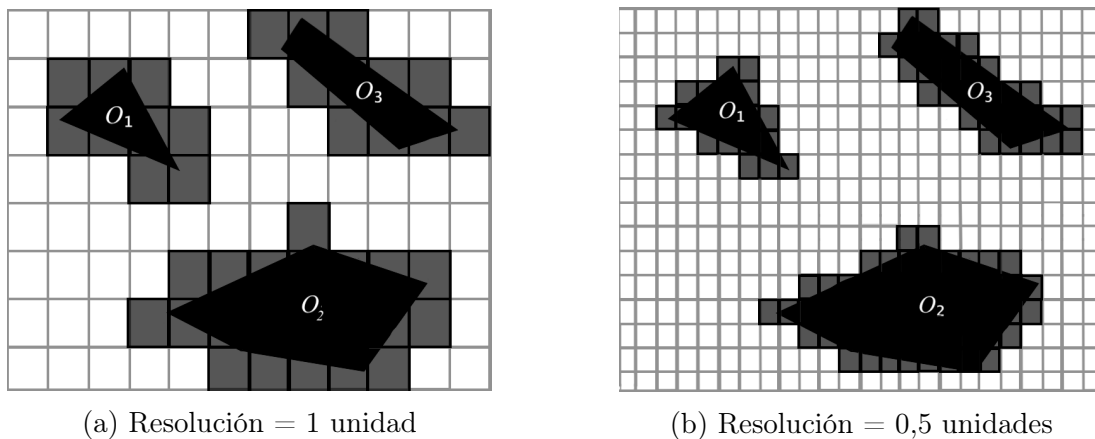 O₁
O₃
O₂
(a) Resolución = 1 unidad
O₁
O₃
O₂
(b) Resolución = 0,5 unidades